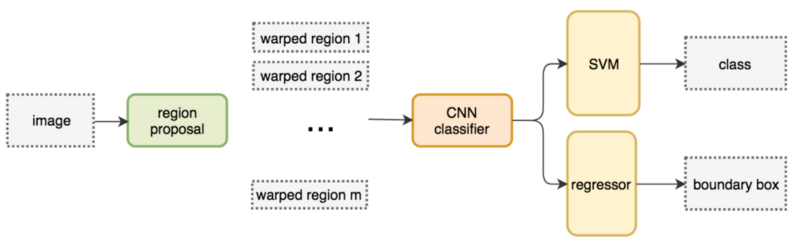 image
region
proposal
warped region 1
warped region 2
...
warped region m
CNN
classifier
SVM
class
regressor
boundary box